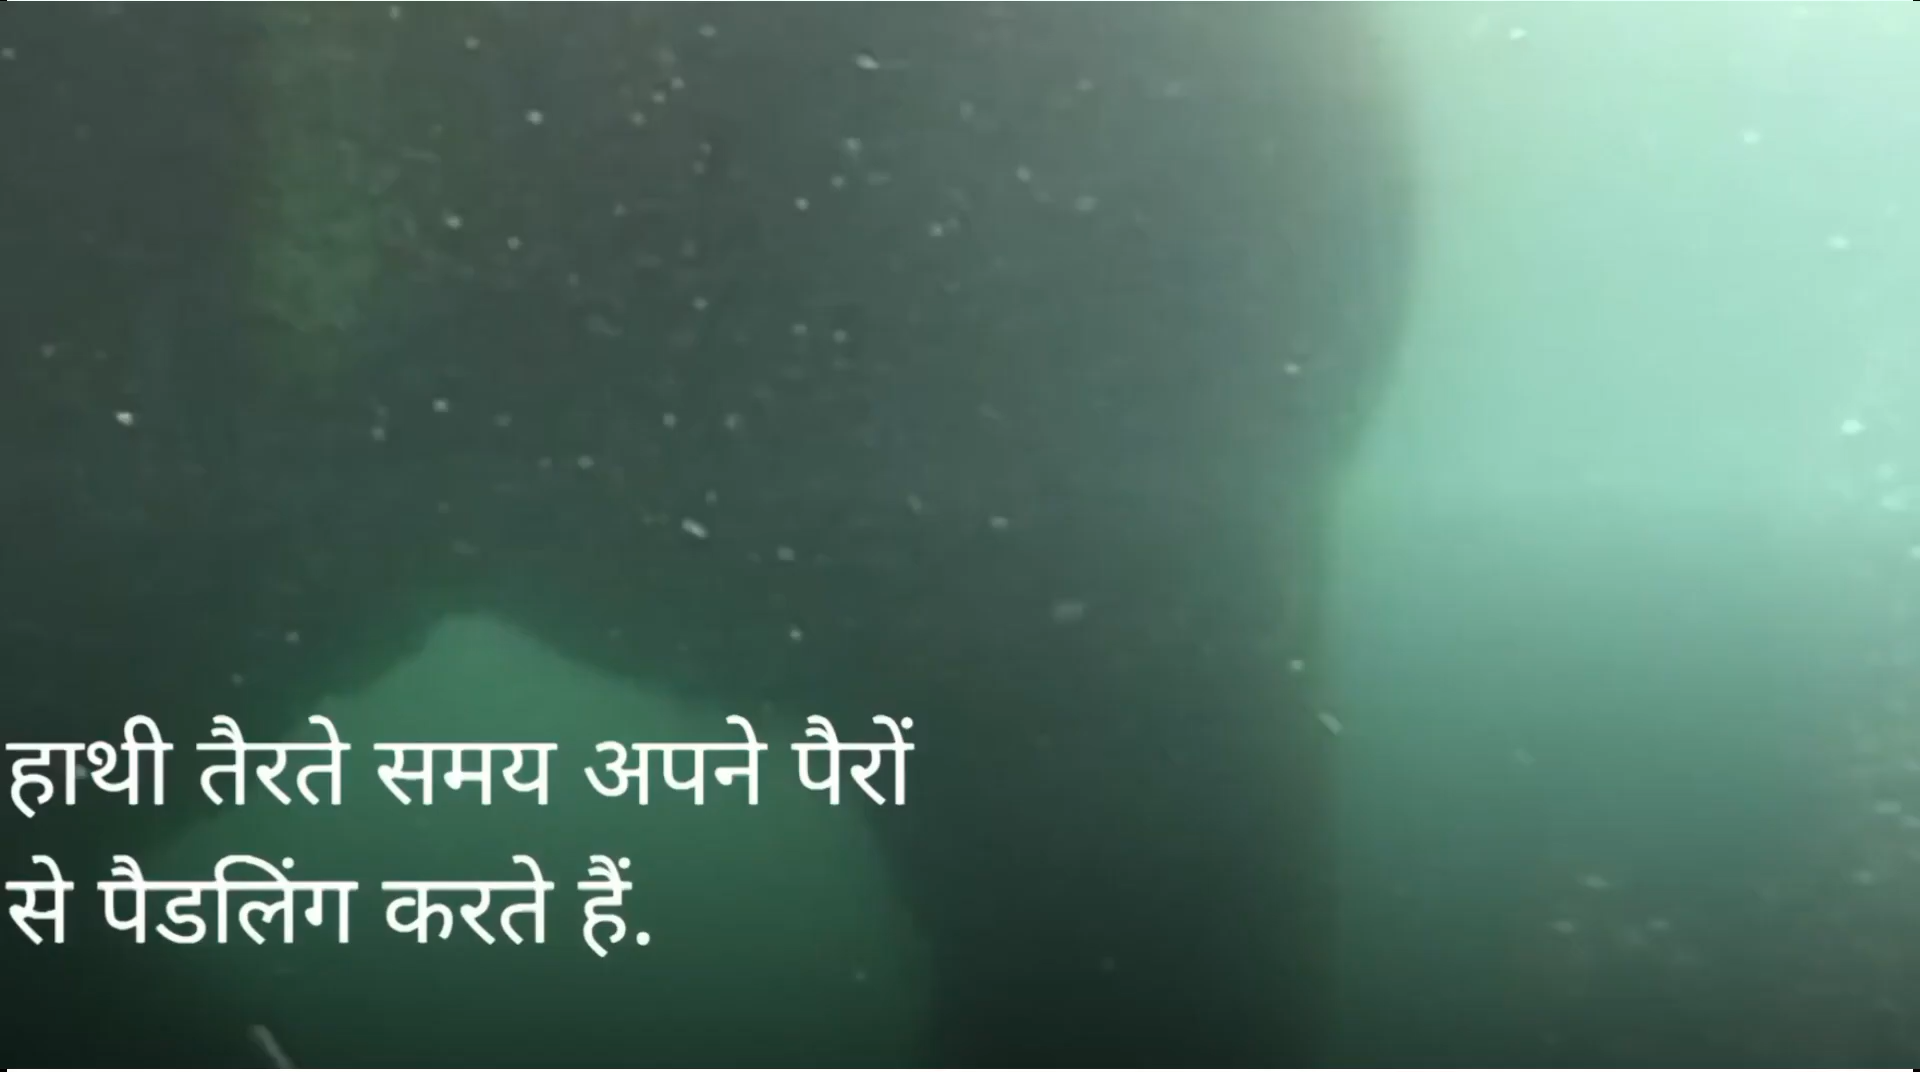 हाथी तैरते समय अपने पैरों
से पैडलिंग करते हैं.